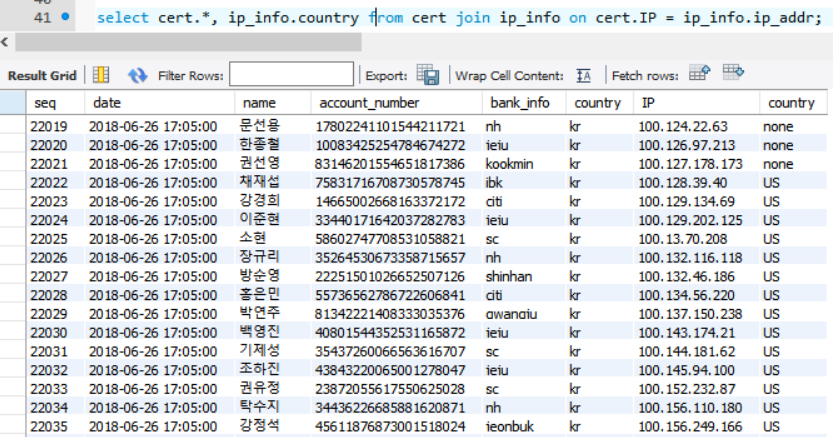 41 select cert.*, ip_info.country from cert join ip_info on cert.IP = ip_info.ip_addr;
Result Grid Filter Rows: Export: Wrap Cell Content: IA Fetch rows:
seq date name account_number bank_info country IP country
22019 2018-06-26 17:05:00 문선용 17802241101544211721 nh kr 100.124.22.63 none
22020 2018-06-26 17:05:00 한종철 10083425254784674272 jeju kr 100.126.97.213 none
22021 2018-06-26 17:05:00 권선영 83146201554651817386 kookmin kr 100.127.178.173 none
22022 2018-06-26 17:05:00 채재섭 75831716708730578745 ibk kr 100.128.39.40 US
22023 2018-06-26 17:05:00 강경희 14665002668163372172 citi kr 100.129.134.69 US
22024 2018-06-26 17:05:00 이준현 33440171642037282783 jeju kr 100.129.202.125 US
22025 2018-06-26 17:05:00 소현 58602747708531058821 sc kr 100.13.70.208 US
22026 2018-06-26 17:05:00 장규리 35264530673358715657 nh kr 100.132.116.118 US
22027 2018-06-26 17:05:00 방순영 22251501026652507126 shinhan kr 100.132.46.186 US
22028 2018-06-26 17:05:00 홍은민 55736562786722606841 citi kr 100.134.56.220 US
22029 2018-06-26 17:05:00 박연주 81342221408333035376 gwangju kr 100.137.150.238 US
22030 2018-06-26 17:05:00 백영진 40801544352531165872 jeju kr 100.143.174.21 US
22031 2018-06-26 17:05:00 기제성 35437260066563616707 sc kr 100.144.181.62 US
22032 2018-06-26 17:05:00 조하진 43843220065001278047 jeju kr 100.145.94.100 US
22033 2018-06-26 17:05:00 권유정 23872055617550625028 sc kr 100.152.232.87 US
22034 2018-06-26 17:05:00 탁수지 34436226685881620871 nh kr 100.156.110.180 US
22035 2018-06-26 17:05:00 강정석 45611876873001518024 jeonbuk kr 100.156.249.166 US